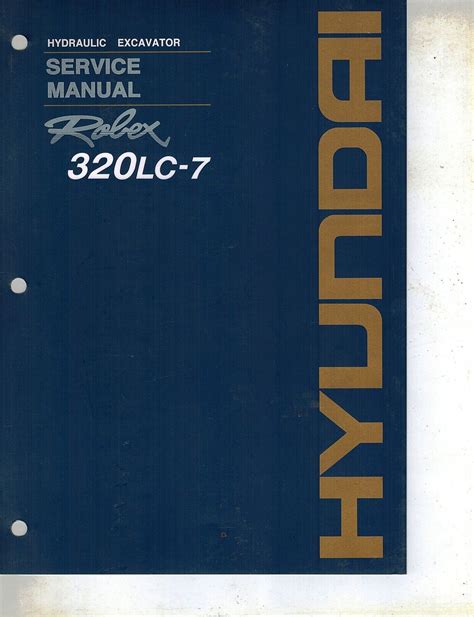 HYDRAULIC EXCAVATOR
SERVICE
MANUAL
Robex
320LC-7
HYUNDAI